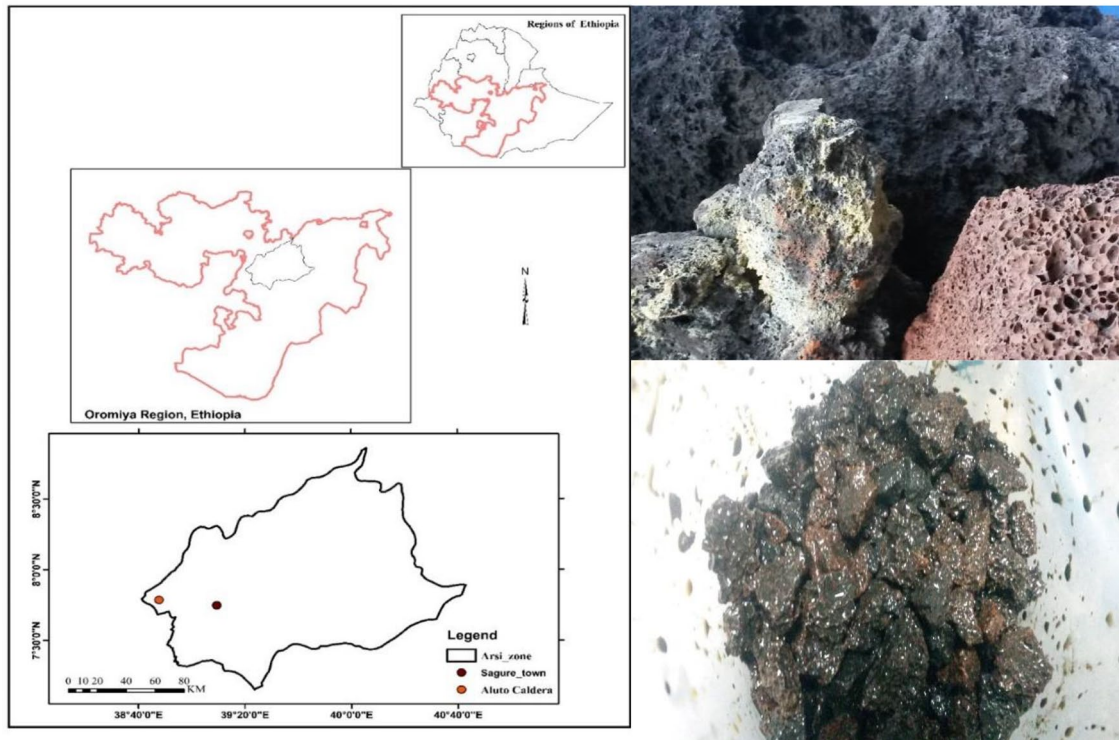 Regions of Ethiopia
N
Oromiya Region, Ethiopia
8°30'0"N
8°0'0"N
7°30'0"N
Legend
Arsi_zone
Sagure_town
Aluto Caldera
0 10 20 40 60 80
KM
38°40'0"E 39°20'0"E 40°0'0"E 40°40'0"E